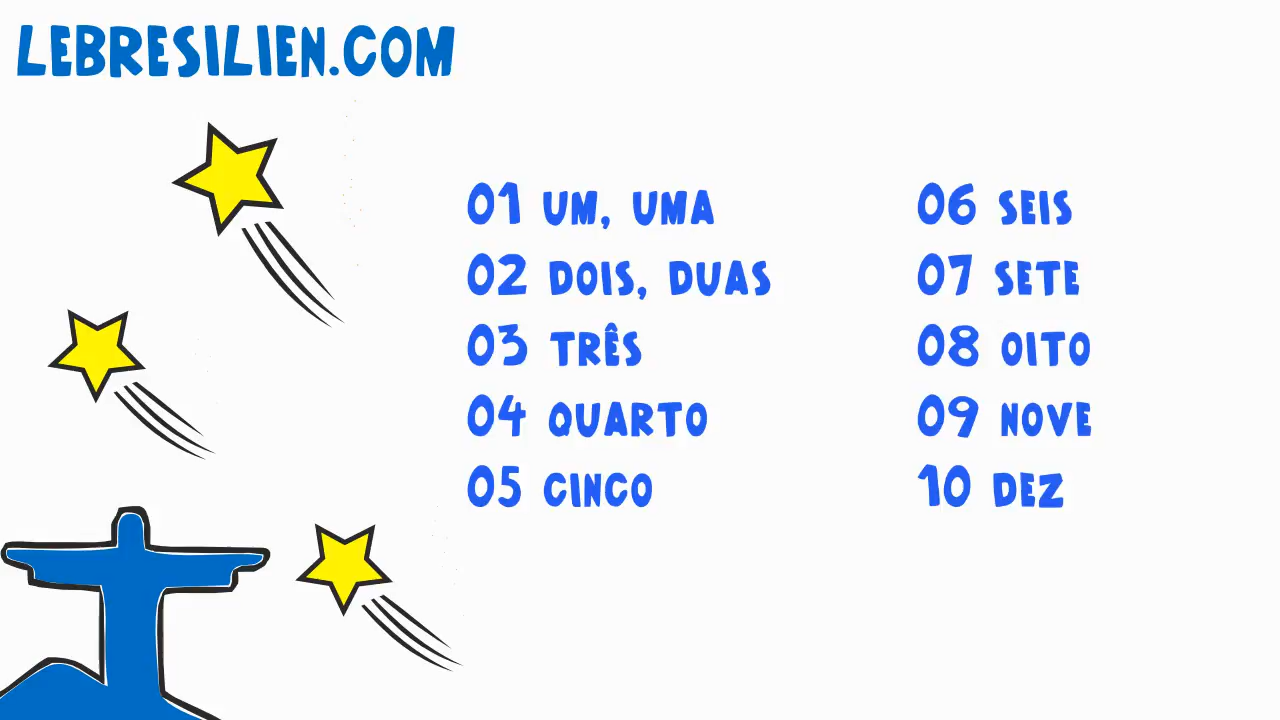 LEBRESILIEN.COM
01 UM, UMA
02 DOIS, DUAS
03 TRÊS
04 QUARTO
05 CINCO
06 SEIS
07 SETE
08 OITO
09 NOVE
10 DEZ